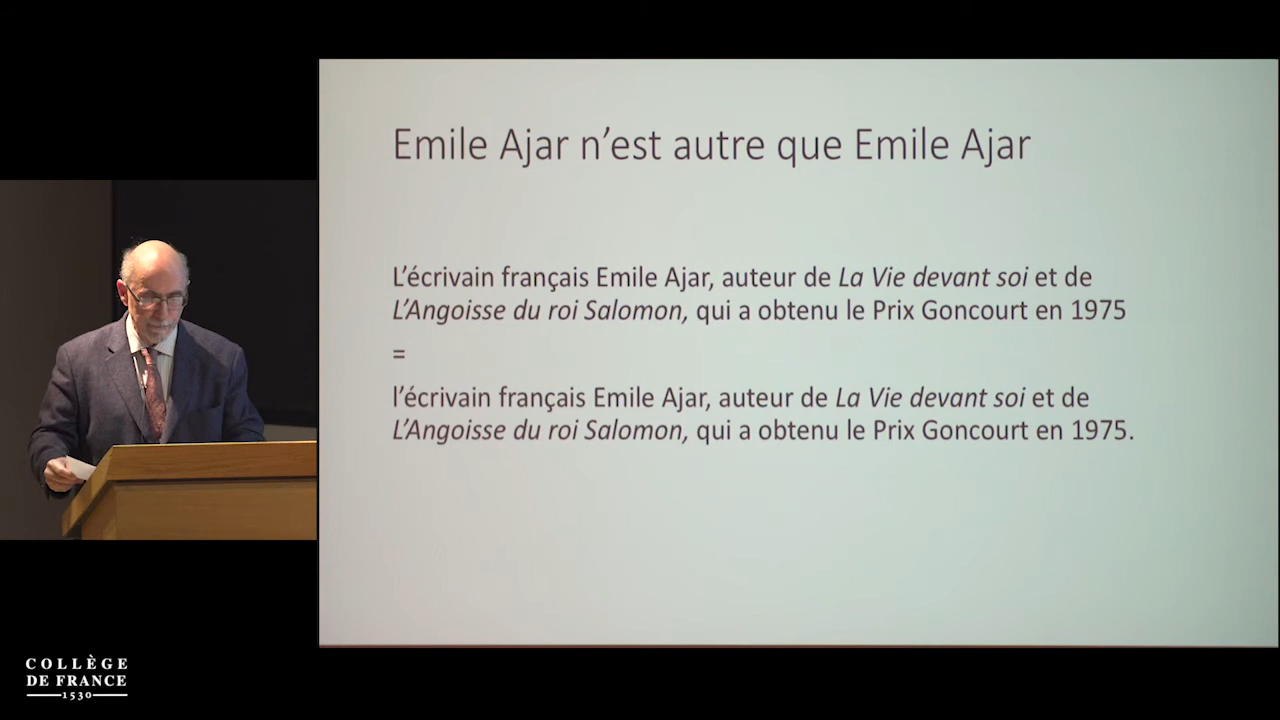 Emile Ajar n’est autre que Emile Ajar
L’écrivain français Emile Ajar, auteur de La Vie devant soi et de
L’Angoisse du roi Salomon, qui a obtenu le Prix Goncourt en 1975
=
l’écrivain français Emile Ajar, auteur de La Vie devant soi et de
L’Angoisse du roi Salomon, qui a obtenu le Prix Goncourt en 1975.
COLLÈGE
DE FRANCE
1530